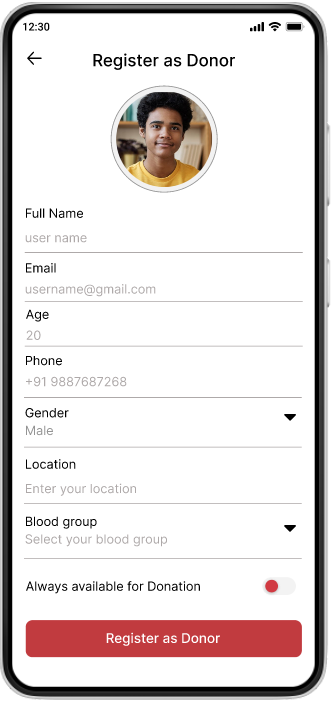 12:30
Register as Donor
Full Name
user name
Email
username@gmail.com
Age
20
Phone
+91 9887687268
Gender
Male
Location
Enter your location
Blood group
Select your blood group
Always available for Donation
Register as Donor